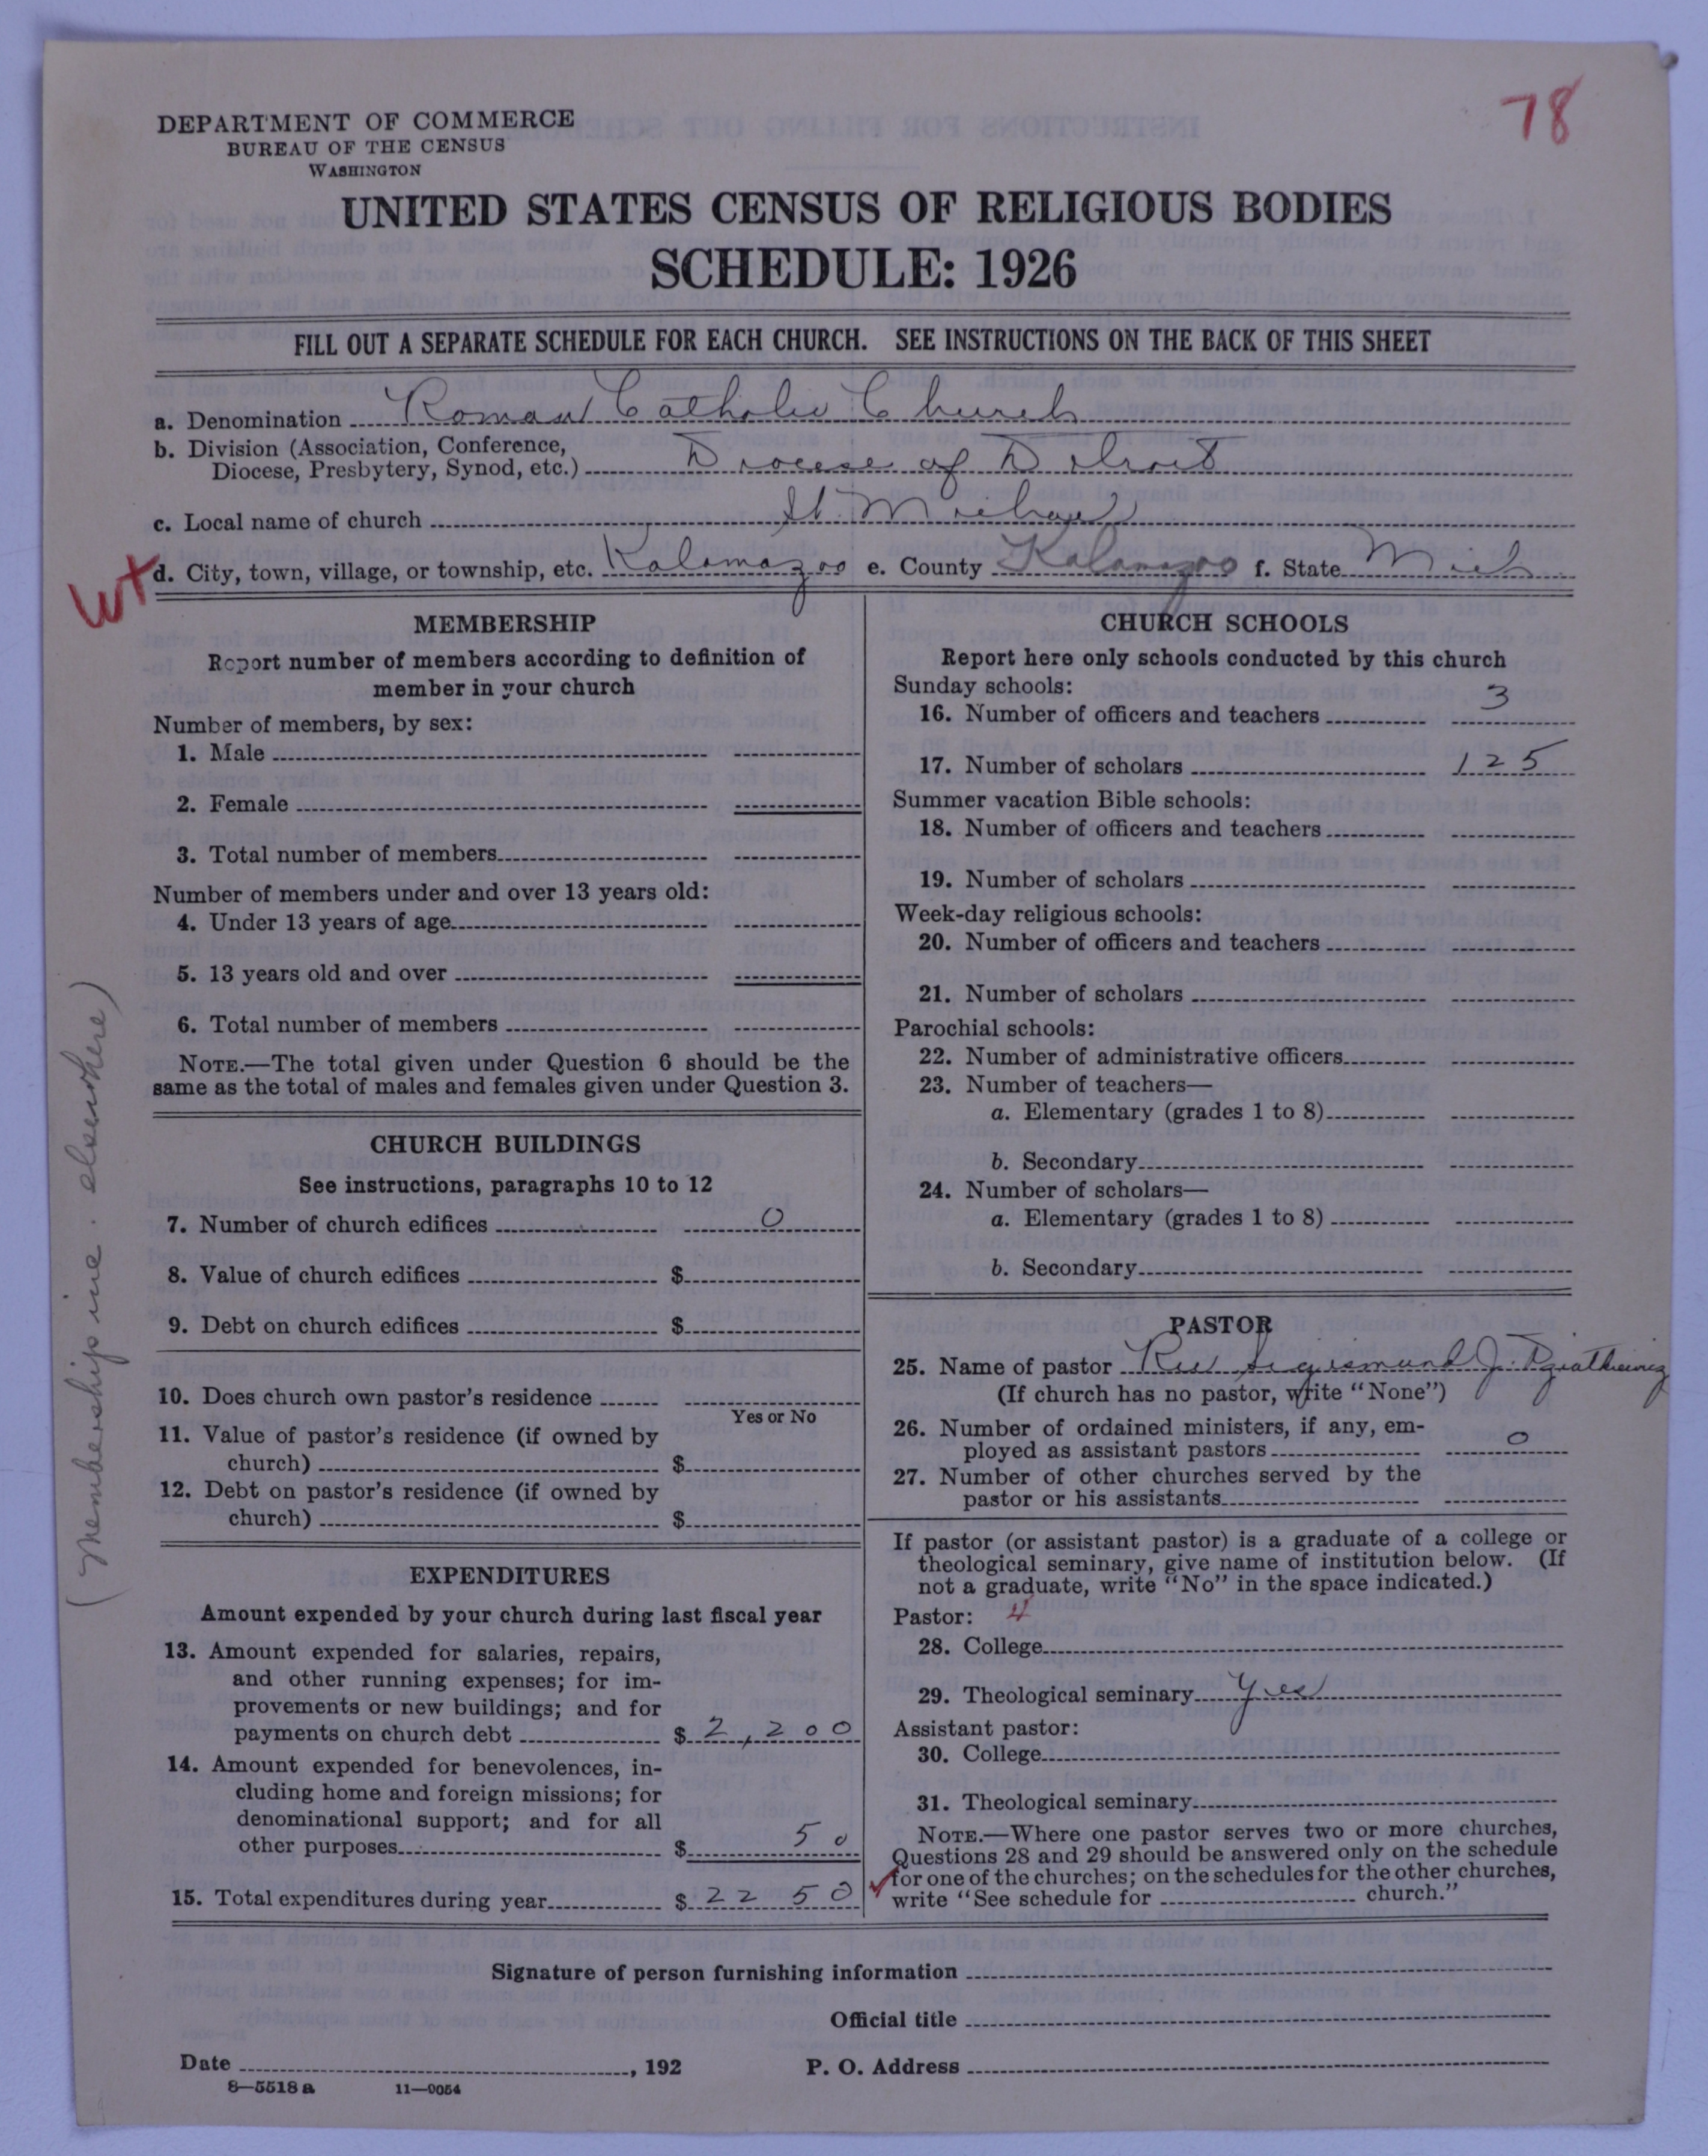 78
DEPARTMENT OF COMMERCE
BUREAU OF THE CENSUS
WASHINGTON
UNITED STATES CENSUS OF RELIGIOUS BODIES
SCHEDULE: 1926
FILL OUT A SEPARATE SCHEDULE FOR EACH CHURCH. SEE INSTRUCTIONS ON THE BACK OF THIS SHEET
a. Denomination Roman Catholic Church
b. Division (Association, Conference,
Diocese, Presbytery, Synod, etc.) Diocese of Detroit
c. Local name of church St. Michael
d. City, town, village, or township, etc. Kalamazoo e. County Kalamazoo f. State Mich
MEMBERSHIP
Report number of members according to definition of
member in your church
Number of members, by sex:
1. Male
2. Female
3. Total number of members
Number of members under and over 13 years old:
4. Under 13 years of age
5. 13 years old and over
6. Total number of members
NOTE.—The total given under Question 6 should be the
same as the total of males and females given under Question 3.
CHURCH BUILDINGS
See instructions, paragraphs 10 to 12
7. Number of church edifices 0
8. Value of church edifices $
9. Debt on church edifices $
10. Does church own pastor's residence
Yes or No
11. Value of pastor's residence (if owned by
church) $
12. Debt on pastor's residence (if owned by
church) $
EXPENDITURES
Amount expended by your church during last fiscal year
13. Amount expended for salaries, repairs,
and other running expenses; for im-
provements or new buildings; and for
payments on church debt $ 2,200
14. Amount expended for benevolences, in-
cluding home and foreign missions; for
denominational support; and for all
other purposes $ 50
15. Total expenditures during year $ 2250
CHURCH SCHOOLS
Report here only schools conducted by this church
Sunday schools:
16. Number of officers and teachers 3
17. Number of scholars 125
Summer vacation Bible schools:
18. Number of officers and teachers
19. Number of scholars
Week-day religious schools:
20. Number of officers and teachers
21. Number of scholars
Parochial schools:
22. Number of administrative officers
23. Number of teachers—
a. Elementary (grades 1 to 8)
b. Secondary
24. Number of scholars—
a. Elementary (grades 1 to 8)
b. Secondary
PASTOR
25. Name of pastor Rev Sigismund J.
(If church has no pastor, write "None")
26. Number of ordained ministers, if any, em-
ployed as assistant pastors 0
27. Number of other churches served by the
pastor or his assistants
If pastor (or assistant pastor) is a graduate of a college or
theological seminary, give name of institution below. (If
not a graduate, write "No" in the space indicated.)
Pastor: 4
28. College
29. Theological seminary Yes
Assistant pastor:
30. College
31. Theological seminary
NOTE.—Where one pastor serves two or more churches,
Questions 28 and 29 should be answered only on the schedule
for one of the churches; on the schedules for the other churches,
write "See schedule for church."
Signature of person furnishing information
Official title
Date , 192 P. O. Address
8—5518 a 11—9054
(Membership inc. elsewhere)